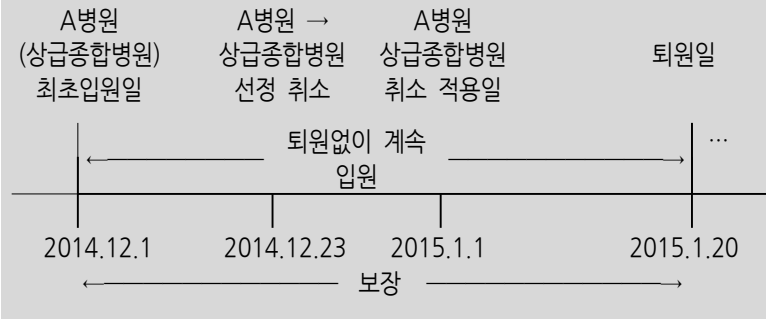 A병원 (상급종합병원) 최초입원일
A병원 → 상급종합병원 선정 취소
A병원 상급종합병원 취소 적용일
퇴원일
퇴원없이 계속 입원
…
2014.12.1
2014.12.23
2015.1.1
2015.1.20
보장